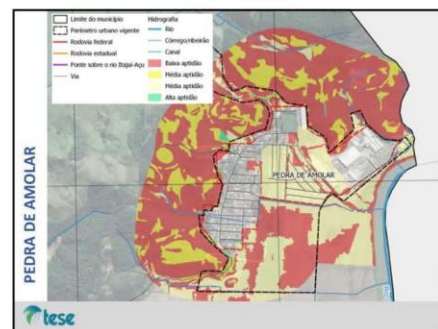 Limite do município
Perímetro urbano vigente
Rodovia federal
Rodovia estadual
Ponte sobre o rio Itajaí-Açu
Via
Hidrografia
Rio
Córrego/ribeirão
Canal
Baixa aptidão
Média aptidão
Média aptidão
Alta aptidão
PEDRA DE AMOLAR
PEDRA DE AMOLAR
tese